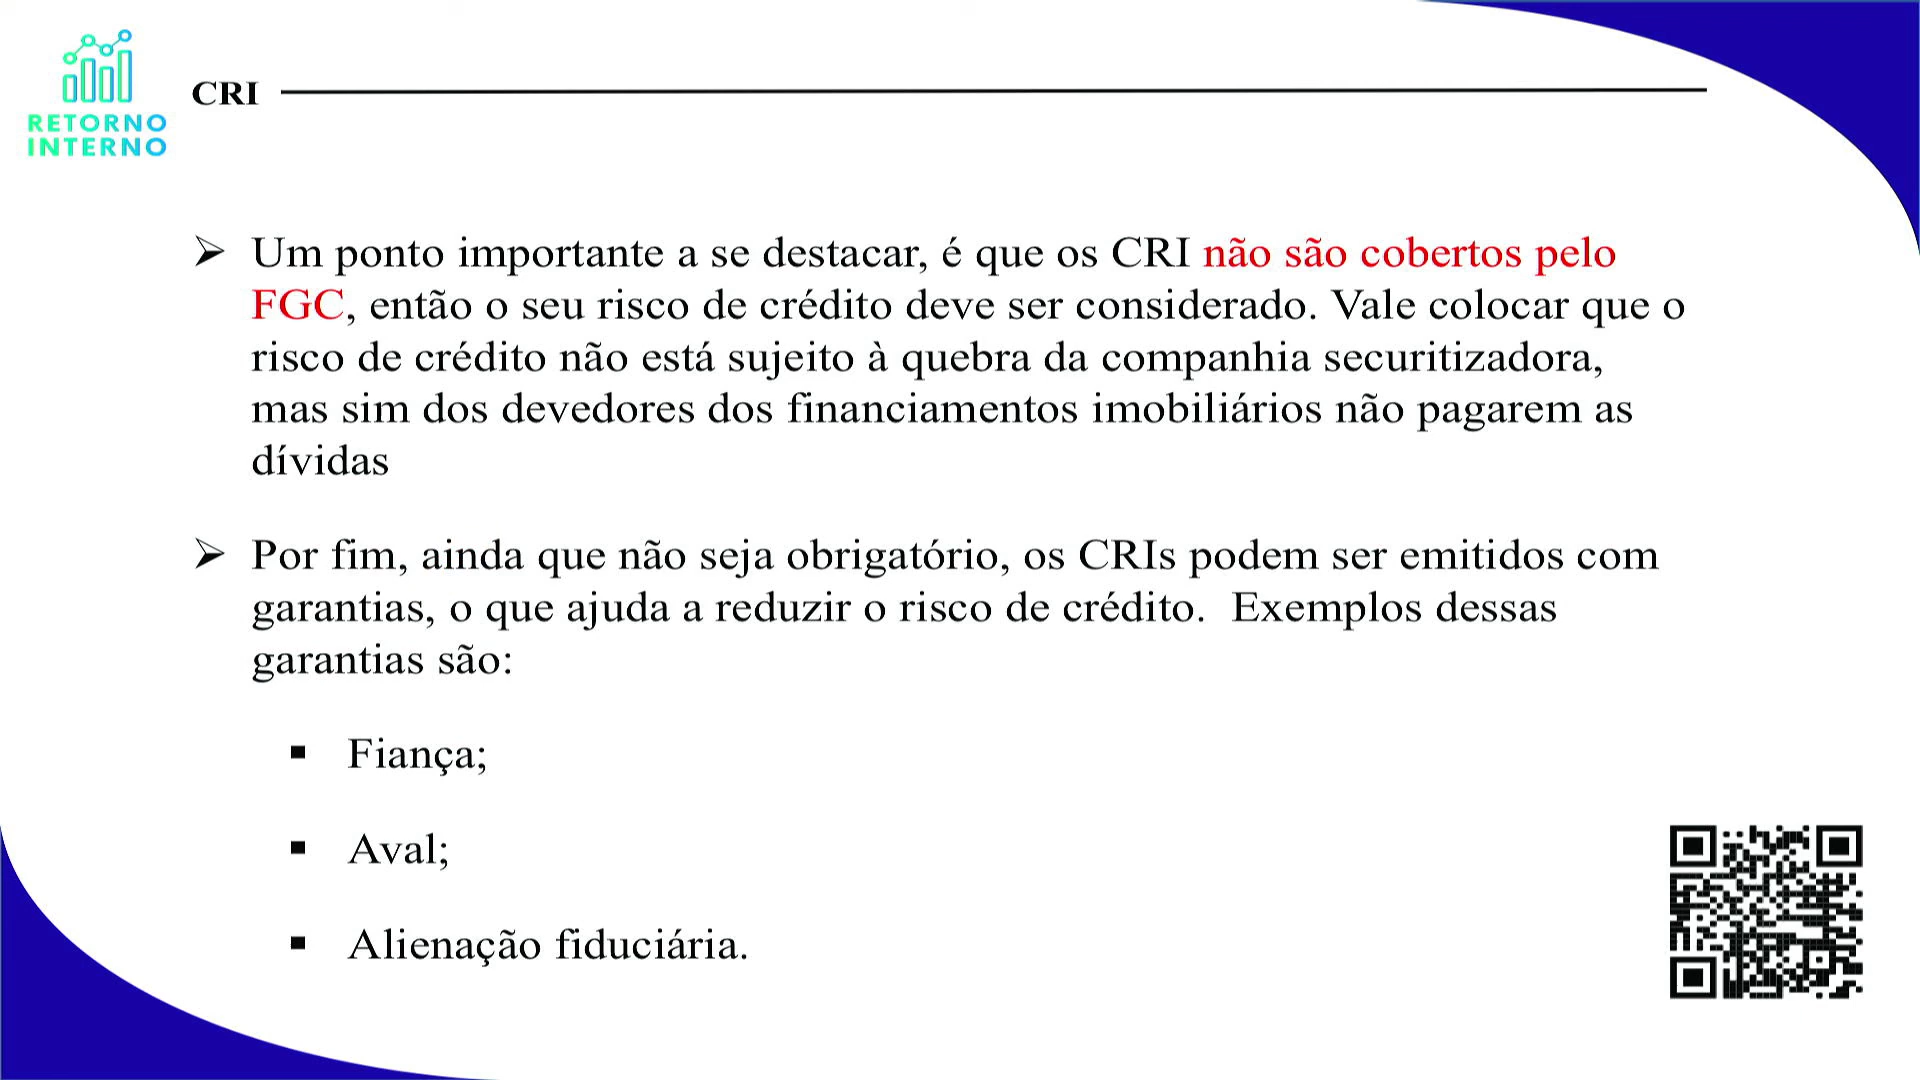 RETORNO
INTERNO
CRI
Um ponto importante a se destacar, é que os CRI não são cobertos pelo
FGC, então o seu risco de crédito deve ser considerado. Vale colocar que o
risco de crédito não está sujeito à quebra da companhia securitizadora,
mas sim dos devedores dos financiamentos imobiliários não pagarem as
dívidas
Por fim, ainda que não seja obrigatório, os CRIs podem ser emitidos com
garantias, o que ajuda a reduzir o risco de crédito. Exemplos dessas
garantias são:
Fiança;
Aval;
Alienação fiduciária.